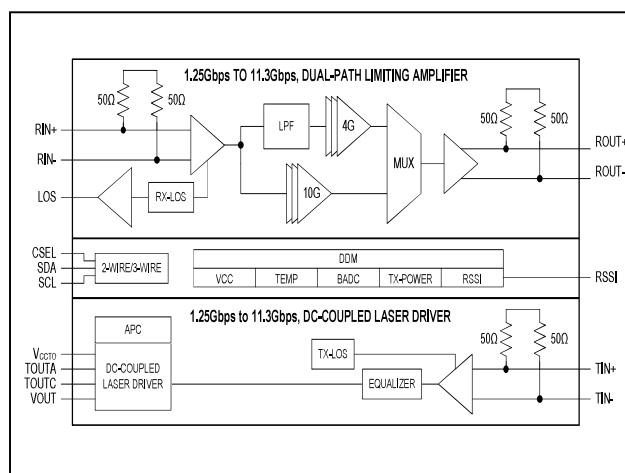 1.25Gbps TO 11.3Gbps, DUAL-PATH LIMITING AMPLIFIER
50Ω 50Ω
50Ω 50Ω
RIN+
RIN-
LOS
RX-LOS
LPF
4G
10G
MUX
ROUT+
ROUT-
CSEL
SDA
SCL
2-WIRE/3-WIRE
DDM
VCC TEMP BADC TX-POWER RSSI
RSSI
1.25Gbps to 11.3Gbps, DC-COUPLED LASER DRIVER
APC
DC-COUPLED
LASER DRIVER
VCCTO
TOUTA
TOUTC
VOUT
TX-LOS
EQUALIZER
50Ω 50Ω
TIN+
TIN-